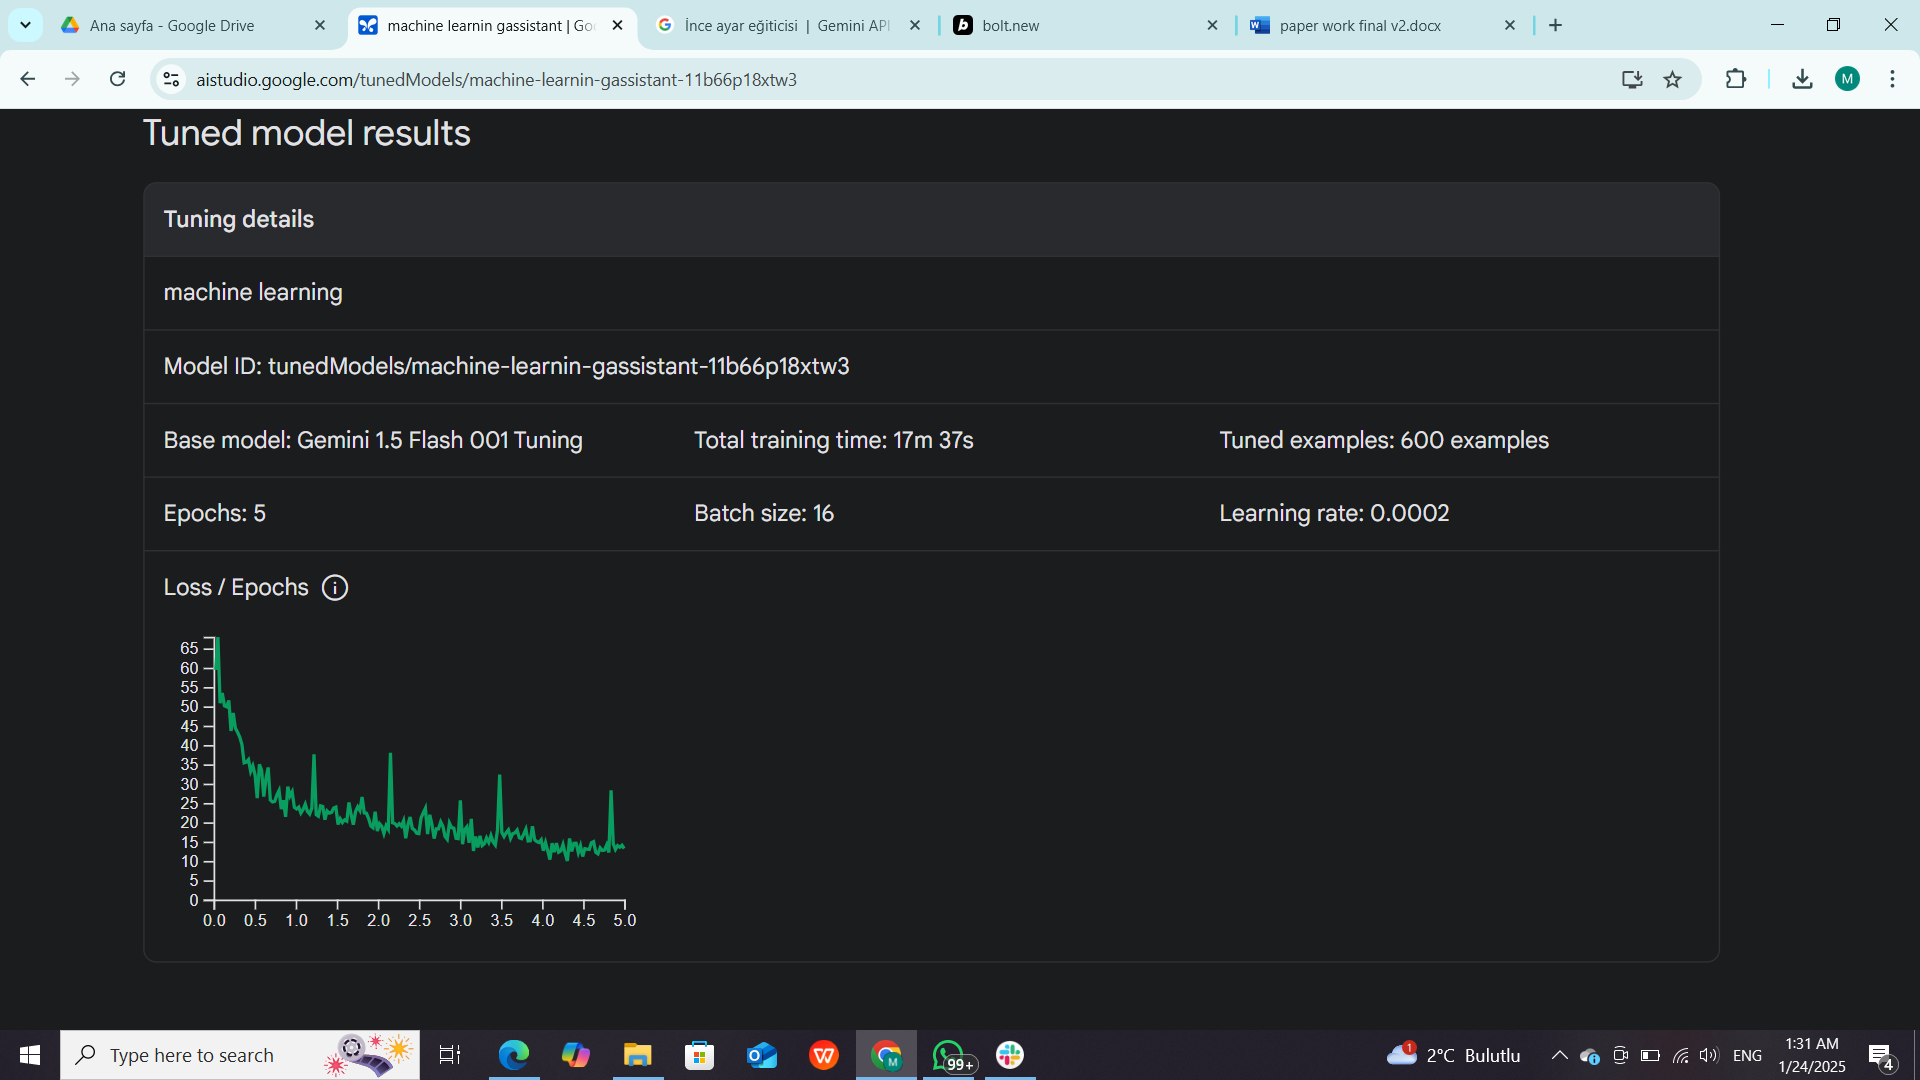 Ana sayfa - Google Drive
machine learnin gassistant | Goo
İnce ayar eğiticisi | Gemini API
bolt.new
paper work final v2.docx
aistudio.google.com/tunedModels/machine-learnin-gassistant-11b66p18xtw3
M
Tuned model results
Tuning details
machine learning
Model ID: tunedModels/machine-learnin-gassistant-11b66p18xtw3
Base model: Gemini 1.5 Flash 001 Tuning
Total training time: 17m 37s
Tuned examples: 600 examples
Epochs: 5
Batch size: 16
Learning rate: 0.0002
Loss / Epochs
65
60
55
50
45
40
35
30
25
20
15
10
5
0
0.0 0.5 1.0 1.5 2.0 2.5 3.0 3.5 4.0 4.5 5.0
Type here to search
M
99+
1
2°C Bulutlu
ENG
1:31 AM
1/24/2025
4